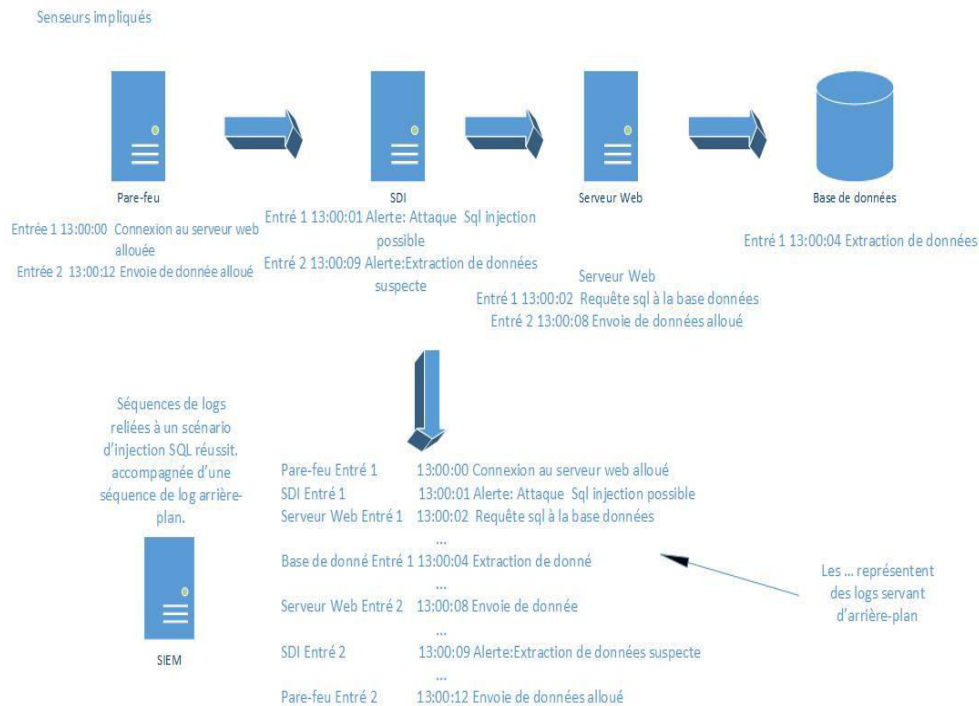 Senseurs impliqués
Pare-feu
SDI
Serveur Web
Base de données
Entrée 1 13:00:00 Connexion au serveur web
allouée
Entrée 2 13:00:12 Envoie de donnée alloué
Entré 1 13:00:01 Alerte: Attaque Sql injection
possible
Entré 2 13:00:09 Alerte:Extraction de données
suspecte
Serveur Web
Entré 1 13:00:02 Requête sql à la base données
Entré 2 13:00:08 Envoie de données alloué
Entré 1 13:00:04 Extraction de données
Séquences de logs
reliées à un scénario
d'injection SQL réussit.
accompagnée d'une
séquence de log arrière-
plan.
SIEM
Pare-feu Entré 1 13:00:00 Connexion au serveur web alloué
SDI Entré 1 13:00:01 Alerte: Attaque Sql injection possible
Serveur Web Entré 1 13:00:02 Requête sql à la base données
...
Base de donné Entré 1 13:00:04 Extraction de donné
...
Serveur Web Entré 2 13:00:08 Envoie de donnée
...
SDI Entré 2 13:00:09 Alerte:Extraction de données suspecte
...
Pare-feu Entré 2 13:00:12 Envoie de données alloué
Les ... représentent
des logs servant
d'arrière-plan